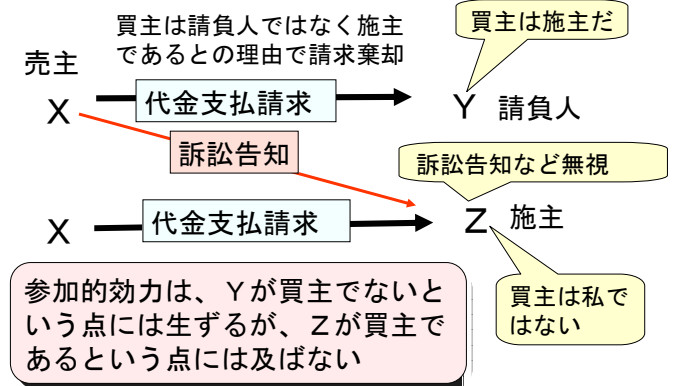 買主は請負人ではなく施主
であるとの理由で請求棄却
買主は施主だ
売主
X
代金支払請求
Y 請負人
訴訟告知
訴訟告知など無視
X
代金支払請求
Z 施主
参加的効力は、Yが買主でないと
いう点には生ずるが、Zが買主で
あるという点には及ばない
買主は私で
はない